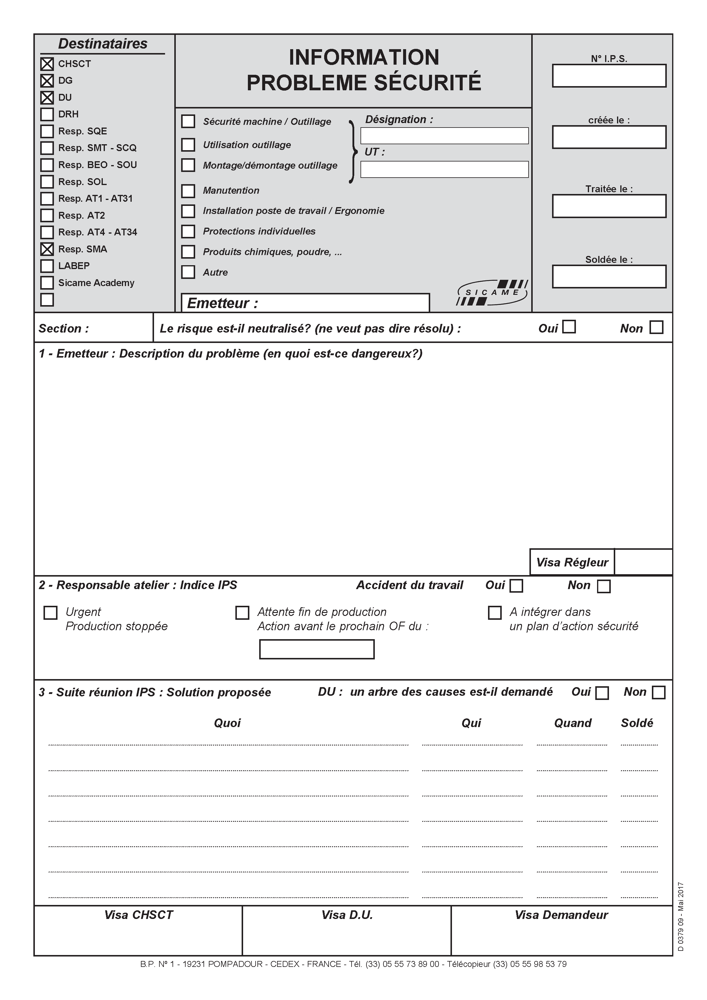 Destinataires
CHSCT
DG
DU
DRH
Resp. SQE
Resp. SMT - SCQ
Resp. BEO - SOU
Resp. SOL
Resp. AT1 - AT31
Resp. AT2
Resp. AT4 - AT34
Resp. SMA
LABEP
Sicame Academy
INFORMATION
PROBLEME SÉCURITÉ
Sécurité machine / Outillage
Utilisation outillage
Montage/démontage outillage
Désignation :
UT :
Manutention
Installation poste de travail / Ergonomie
Protections individuelles
Produits chimiques, poudre, ...
Autre
Emetteur :
SICAME
N° I.P.S.
créée le :
Traitée le :
Soldée le :
Section :
Le risque est-il neutralisé? (ne veut pas dire résolu) : Oui Non
1 - Emetteur : Description du problème (en quoi est-ce dangereux?)
Visa Régleur
2 - Responsable atelier : Indice IPS Accident du travail Oui Non
Urgent
Production stoppée
Attente fin de production
Action avant le prochain OF du :
A intégrer dans
un plan d’action sécurité
3 - Suite réunion IPS : Solution proposée DU : un arbre des causes est-il demandé Oui Non
Quoi Qui Quand Soldé
Visa CHSCT
Visa D.U.
Visa Demandeur
D 0379 09 - Mai 2017
B.P. Nº 1 - 19231 POMPADOUR - CEDEX - FRANCE - Tél. (33) 05 55 73 89 00 - Télécopieur (33) 05 55 98 53 79